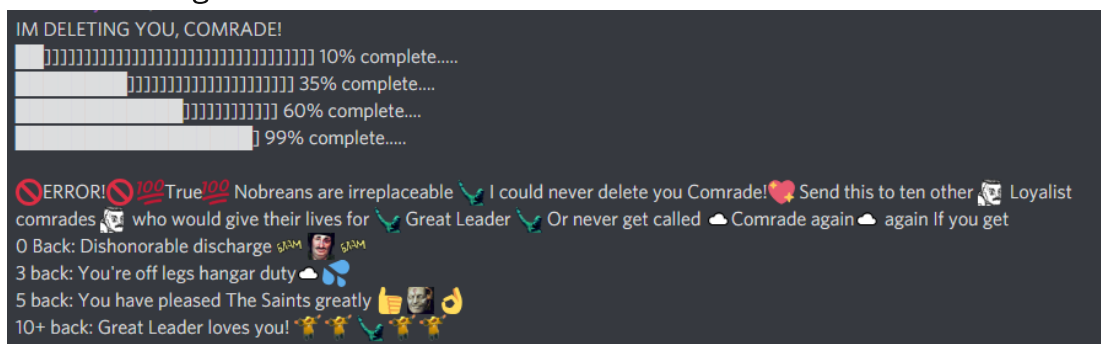 IM DELETING YOU, COMRADE!
██]]]]]]]]]]]]]]]]]]]]]]]]]]]]]]]]]] 10% complete.....
████████]]]]]]]]]]]]]]]]]]]]] 35% complete....
████████████]]]]]]]]]]]] 60% complete....
█████████████████] 99% complete.....
🚫ERROR!🚫 💯True💯 Nobreans are irreplaceable I could never delete you Comrade!💖 Send this to ten other Loyalist
comrades who would give their lives for Great Leader Or never get called ☁Comrade again☁ again If you get
0 Back: Dishonorable discharge
3 back: You're off legs hangar duty☁💦
5 back: You have pleased The Saints greatly 👍 👌
10+ back: Great Leader loves you!